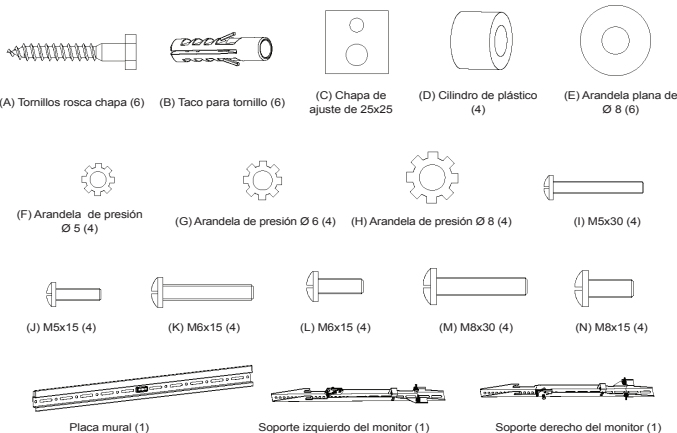 (A) Tornillos rosca chapa (6)
(B) Taco para tornillo (6)
(C) Chapa de
ajuste de 25x25
(D) Cilindro de plástico
(4)
(E) Arandela plana de
Ø 8 (6)
(F) Arandela de presión
Ø 5 (4)
(G) Arandela de presión Ø 6 (4)
(H) Arandela de presión Ø 8 (4)
(I) M5x30 (4)
(J) M5x15 (4)
(K) M6x15 (4)
(L) M6x15 (4)
(M) M8x30 (4)
(N) M8x15 (4)
Placa mural (1)
Soporte izquierdo del monitor (1)
Soporte derecho del monitor (1)